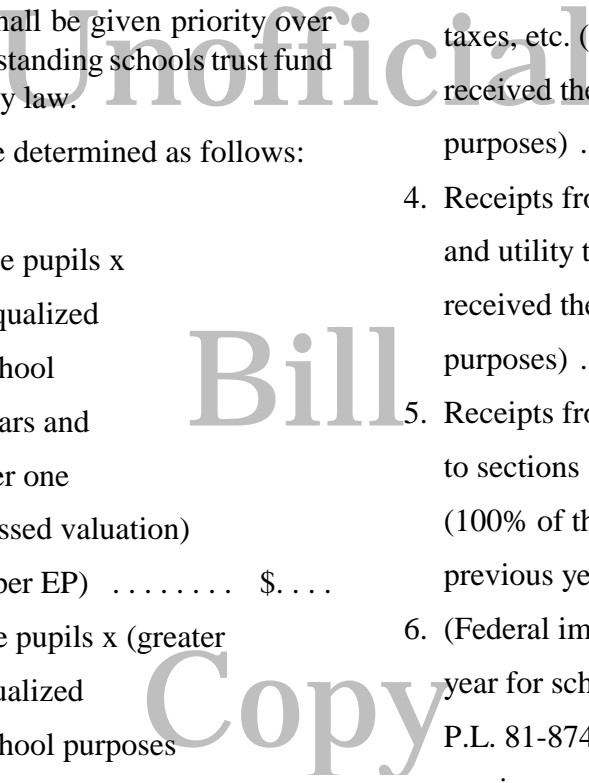 hall be given priority over
standing schools trust fund
y law.
e determined as follows:
e pupils x
qualized
hool
ars and
er one
ssed valuation)
per EP) ........ $....
e pupils x (greater
ualized
hool purposes
taxes, etc. (
received the
purposes) .
4. Receipts fro
and utility t
received the
purposes) .
5. Receipts fro
to sections
(100% of th
previous ye
6. (Federal im
year for sch
P.L. 81-874
Unofficial
Bill
Copy